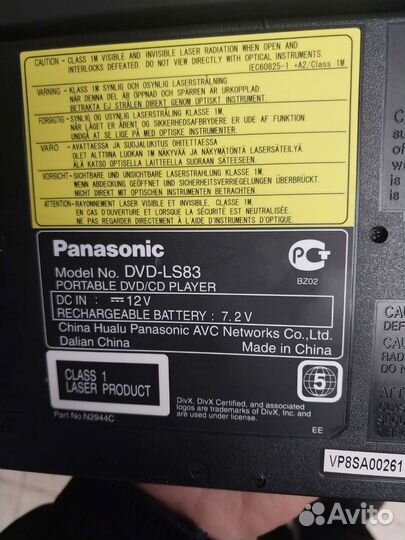 CAUTION - CLASS 1M VISIBLE AND INVISIBLE LASER RADIATION WHEN OPEN AND
INTERLOCKS DEFEATED. DO NOT VIEW DIRECTLY WITH OPTICAL INSTRUMENTS.
IEC60825-1 +A2/Class 1M
VARNING - KLASS 1M SYNLIG OCH OSYNLIG LASERSTRÅLNING
NÄR DENNA DEL ÄR ÖPPNAD OCH SPÄRREN ÄR URKOPPLAD
BETRAKTA EJ STRÅLEN DIREKT GENOM OPTISKT INSTRUMENT.
FORSIGTIG - SYNLIG OG USYNLIG LASERSTRÅLING KLASSE 1M.
NÅR LÅGET ER ÅBENT OG SIKKERHEDSAFBRYDERE ER UDE AF FUNKTION.
UNDGÅ AT SE LIGE PÅ MED OPTISKE INSTRUMENTER.
VARO - AVATTAESSA JA SUOJALUKITUS OHITETTAESSA
OLET ALTTIINA LUOKAN 1M NÄKYVÄÄ JA NÄKYMÄTÖNTÄ LASERSÄTEILYÄ.
ÄLÄ KATSO OPTISELLA LAITTEELLA SUORAAN SÄTEESEEN.
VORSICHT - SICHTBARE UND UNSICHTBARE LASERSTRAHLUNG KLASSE 1M.
WENN ABDECKUNG GEÖFFNET UND SICHERHEITSVERRIEGELUNGEN ÜBERBRÜCKT.
NICHT DIREKT MIT OPTISCHEN INSTRUMENTEN BETRACHTEN
ATTENTION - RAYONNEMENT LASER VISIBLE ET INVISIBLE, CLASSE 1M.
EN CAS D'OUVERTURE ET LORSQUE LA SÉCURITÉ EST NEUTRALISÉE.
NE PAS REGARDER DIRECTEMENT À L'AIDE D'INSTRUMENTS D'OPTIQUE.
Panasonic
Model No. DVD-LS83
PORTABLE DVD/CD PLAYER
DC IN : 12V
RECHARGEABLE BATTERY : 7.2V
China Hualu Panasonic AVC Networks Co., Ltd.
Dalian China
Made in China
BZ02
CLASS 1
LASER PRODUCT
Part No.N2944C
DivX, DivX Certified, and associated
logos are trademarks of DivX, Inc. and
are used under license.
5
EE
VP8SA00261
Avito